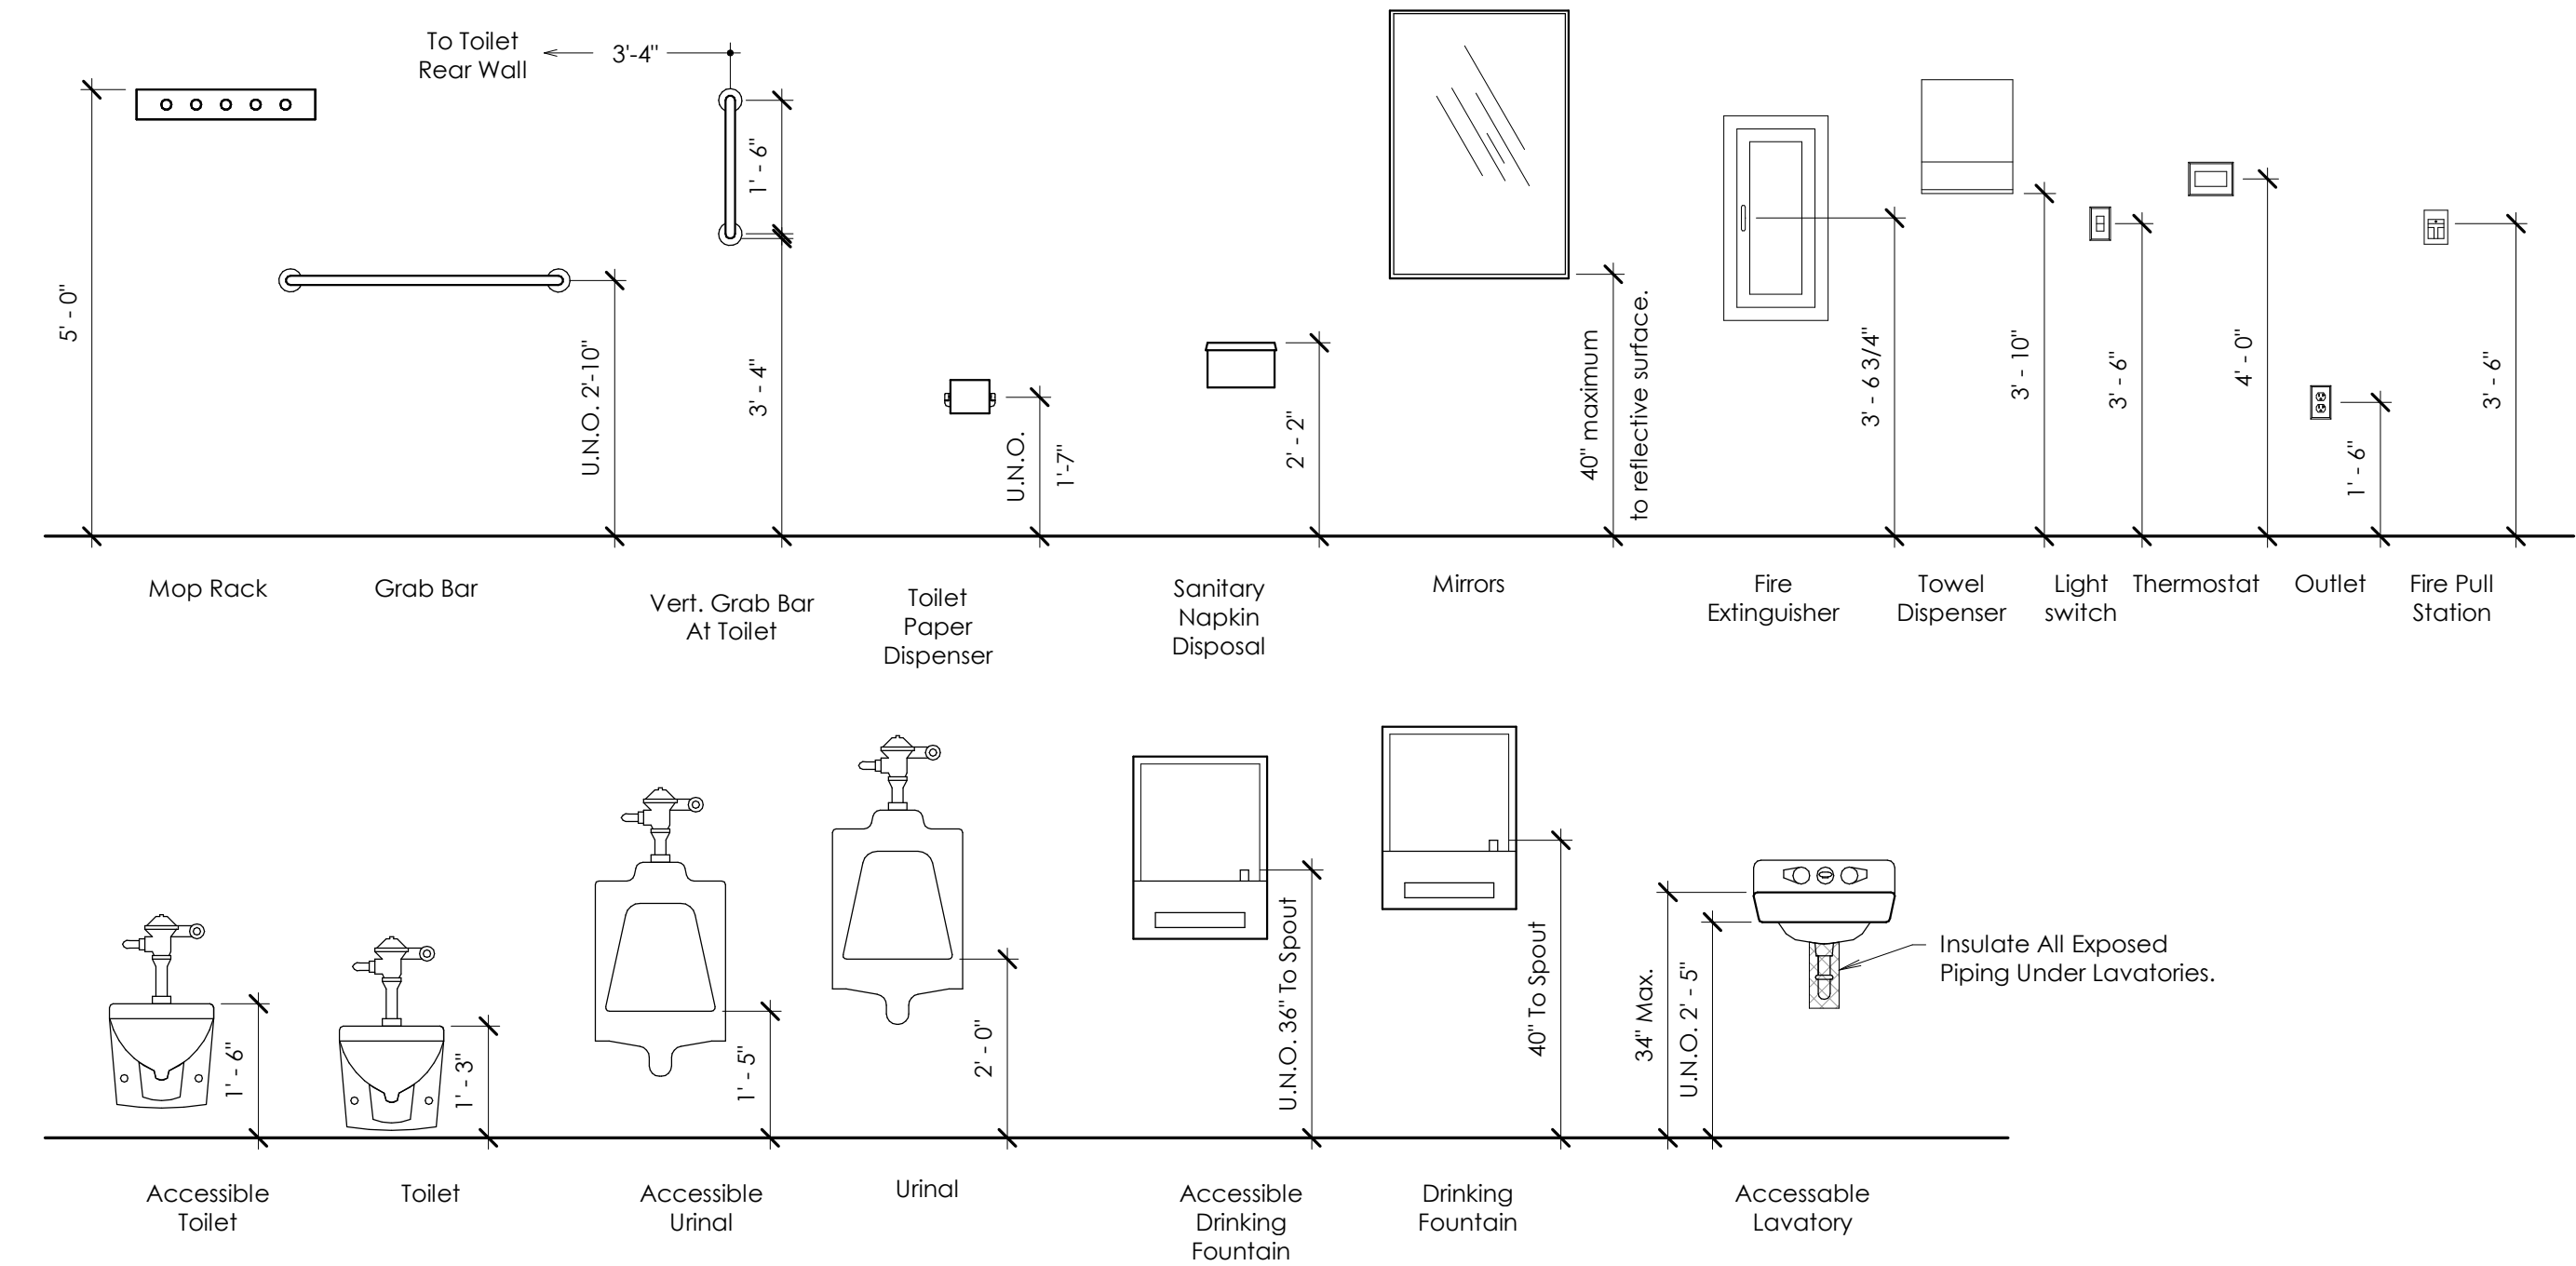 To Toilet
Rear Wall
3'-4"
5' - 0"
U.N.O. 2'-10"
1' - 6"
3' - 4"
U.N.O.
1'-7"
2' - 2"
40" maximum
to reflective surface.
3' - 6 3/4"
3' - 10"
3' - 6"
4' - 0"
1' - 6"
3' - 6"
Mop Rack
Grab Bar
Vert. Grab Bar
At Toilet
Toilet
Paper
Dispenser
Sanitary
Napkin
Disposal
Mirrors
Fire
Extinguisher
Towel
Dispenser
Light
switch
Thermostat
Outlet
Fire Pull
Station
1' - 6"
1' - 3"
1' - 5"
2' - 0"
U.N.O. 36" To Spout
40" To Spout
34" Max.
U.N.O. 2' - 5"
Insulate All Exposed
Piping Under Lavatories.
Accessible
Toilet
Toilet
Accessible
Urinal
Urinal
Accessible
Drinking
Fountain
Drinking
Fountain
Accessable
Lavatory